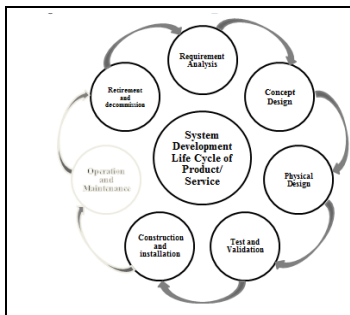 Requirement
Analysis
Concept
Design
Physical
Design
Test and
Validation
Construction
and
installation
Operation
and
Maintenance
Retirement
and
decommission
System
Development
Life Cycle of
Product/
Service